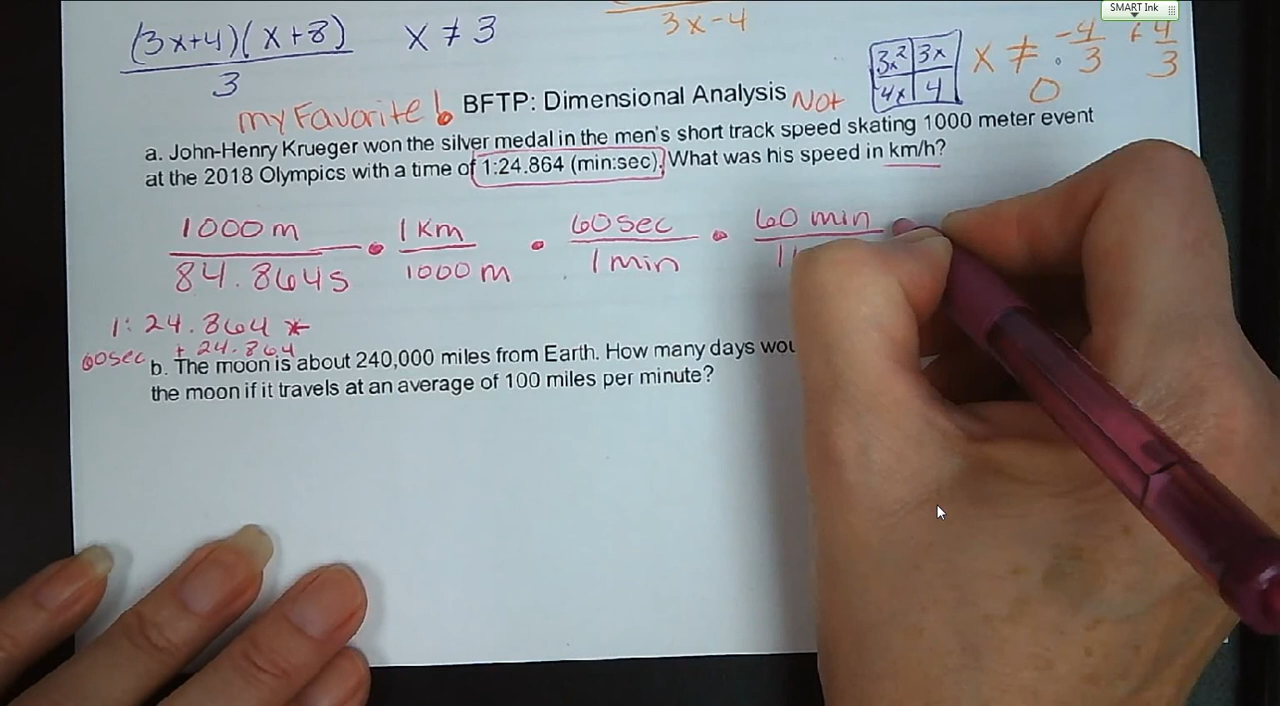 SMART Ink
(3x+4)(x+8) x ≠ 3
3
3x-4
3x² 3x
4x 4
x ≠ -4/3 +4/3
0
my Favorite! BFTP: Dimensional Analysis Not
a. John-Henry Krueger won the silver medal in the men's short track speed skating 1000 meter event
at the 2018 Olympics with a time of 1:24.864 (min:sec). What was his speed in km/h?
1000 m • 1 Km • 60 sec • 60 min
84.864 s 1000 m 1 min 1
1:24.864 *
60sec + 24.864
b. The moon is about 240,000 miles from Earth. How many days
the moon if it travels at an average of 100 miles per minute?